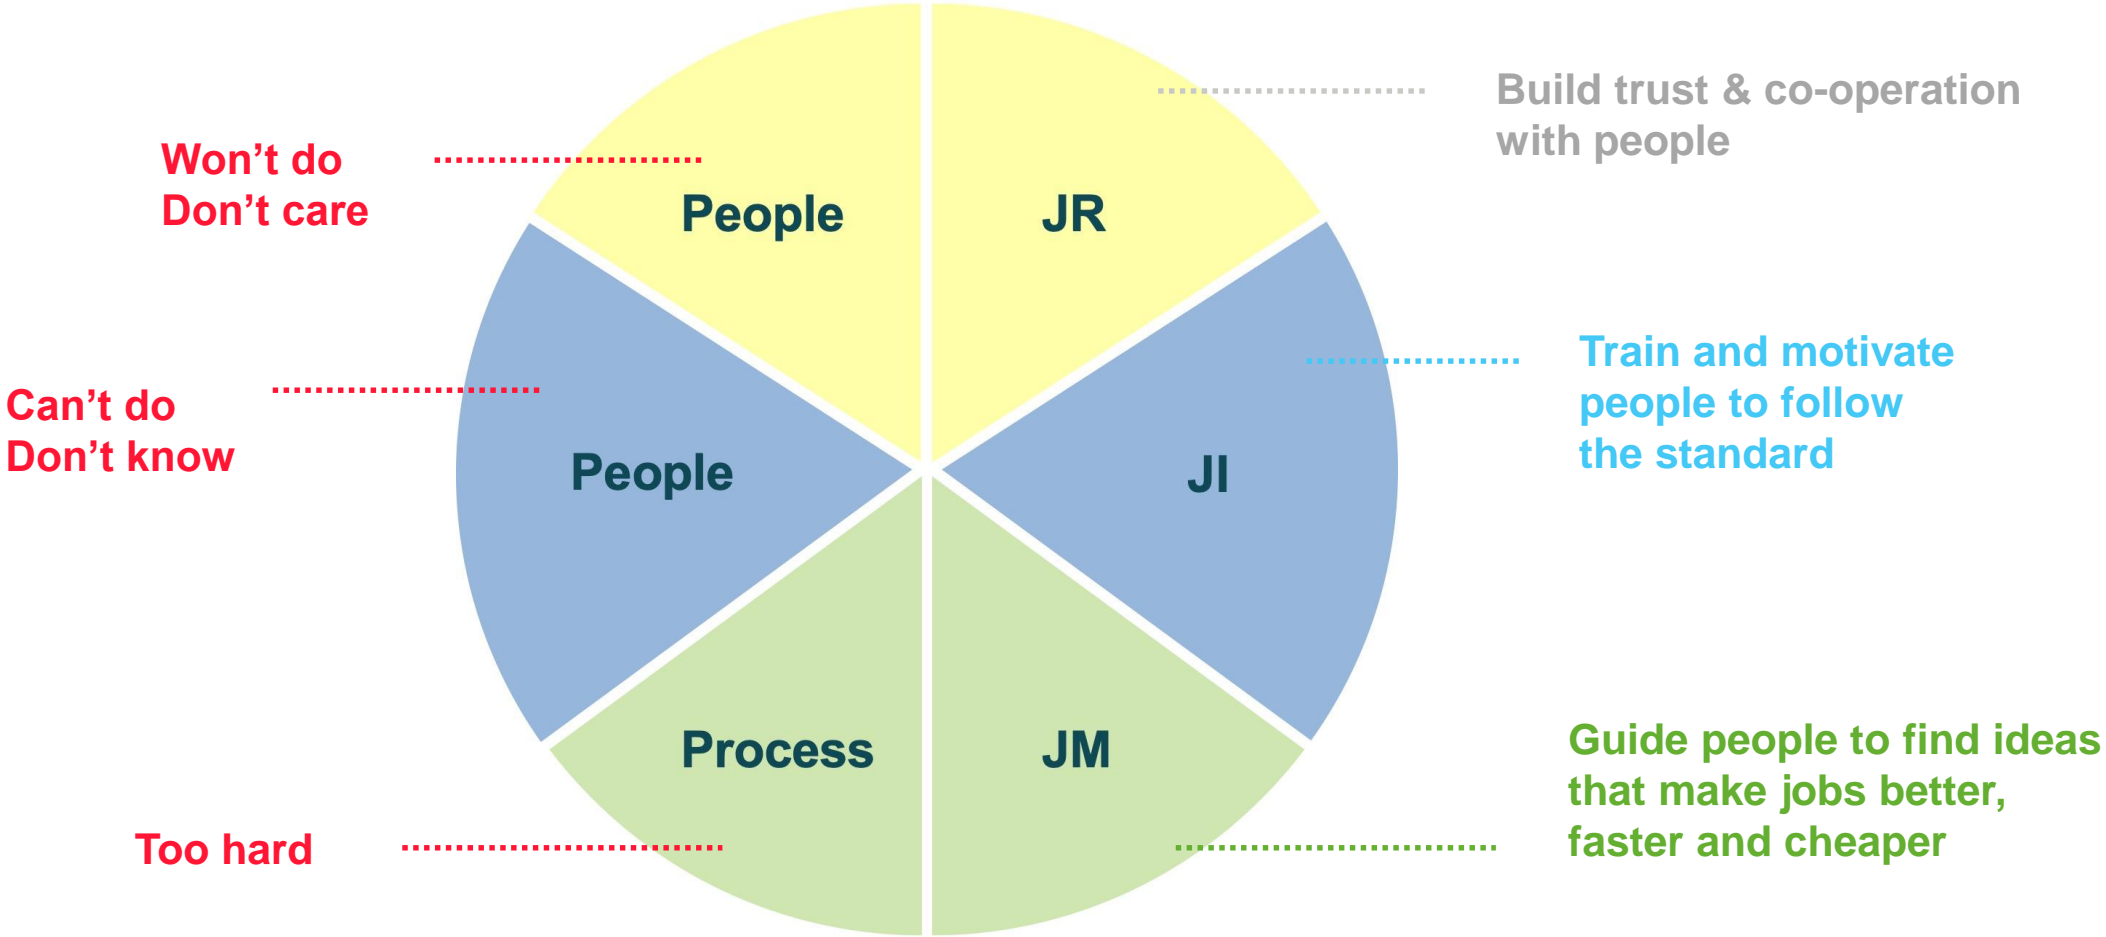 Build trust & co-operation
with people
Won’t do
Don’t care
People
JR
Train and motivate
people to follow
the standard
Can’t do
Don’t know
People
JI
Process
JM
Guide people to find ideas
that make jobs better,
faster and cheaper
Too hard